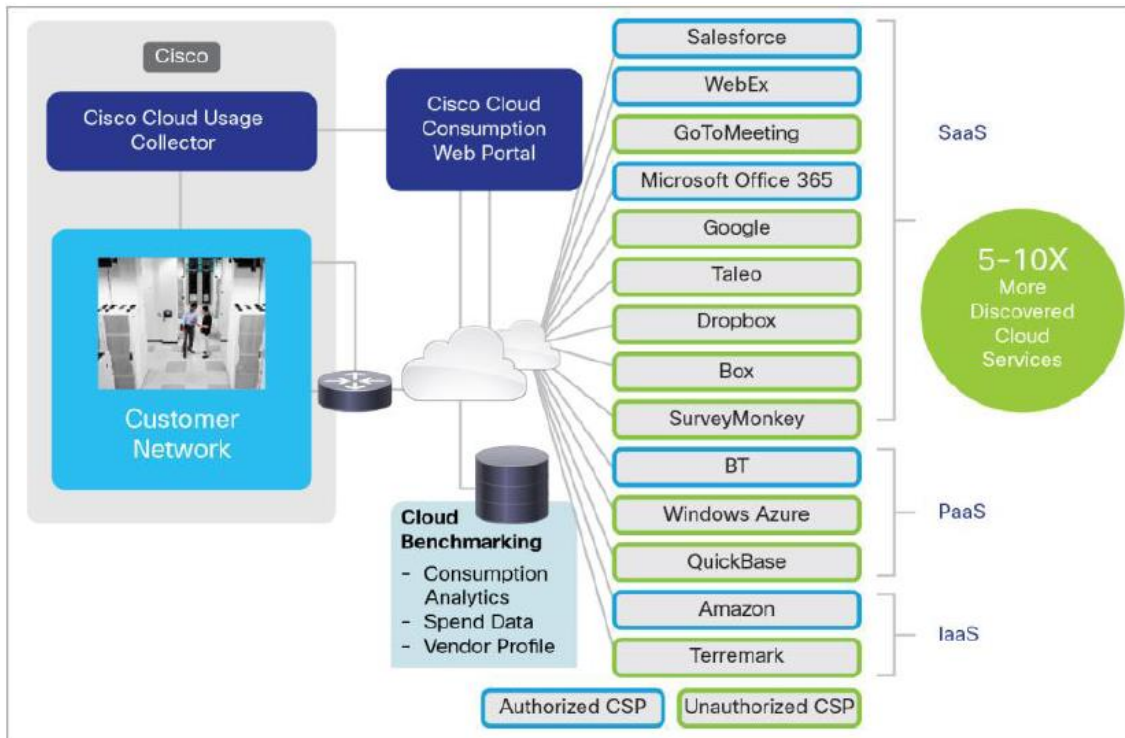 Cisco
Cisco Cloud Usage
Collector
Customer
Network
Cisco Cloud
Consumption
Web Portal
Cloud
Benchmarking
- Consumption
Analytics
- Spend Data
- Vendor Profile
Salesforce
WebEx
GoToMeeting
Microsoft Office 365
Google
Taleo
Dropbox
Box
SurveyMonkey
BT
Windows Azure
QuickBase
Amazon
Terremark
SaaS
5-10X
More
Discovered
Cloud
Services
PaaS
IaaS
Authorized CSP
Unauthorized CSP